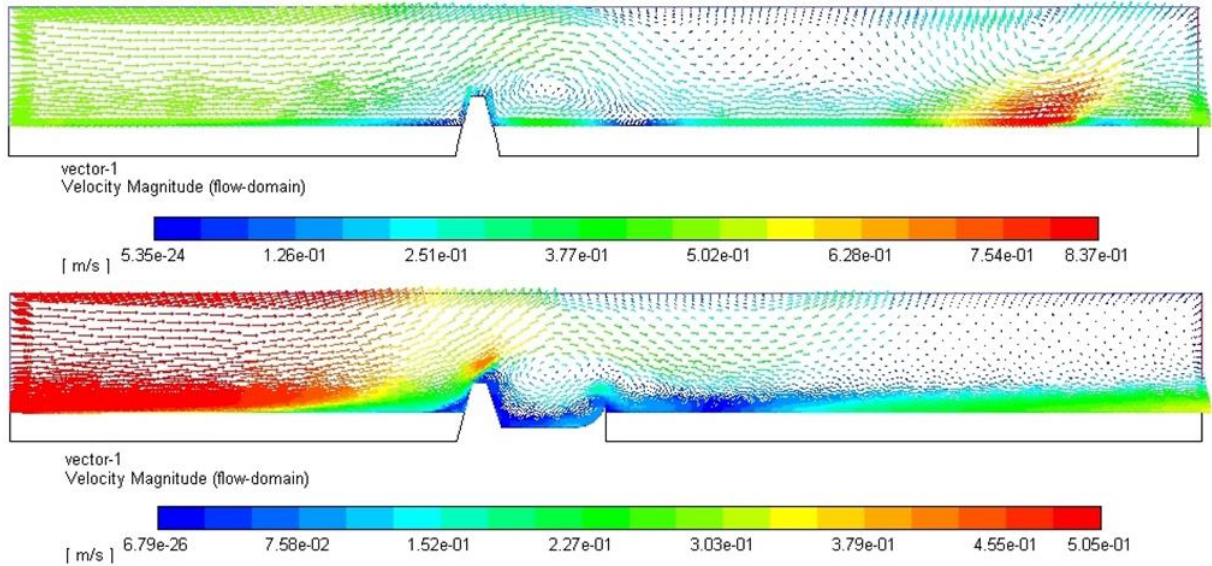 vector-1
Velocity Magnitude (flow-domain)
5.35e-24 1.26e-01 2.51e-01 3.77e-01 5.02e-01 6.28e-01 7.54e-01 8.37e-01
[ m/s ]
vector-1
Velocity Magnitude (flow-domain)
[ m/s ] 6.79e-26 7.58e-02 1.52e-01 2.27e-01 3.03e-01 3.79e-01 4.55e-01 5.05e-01